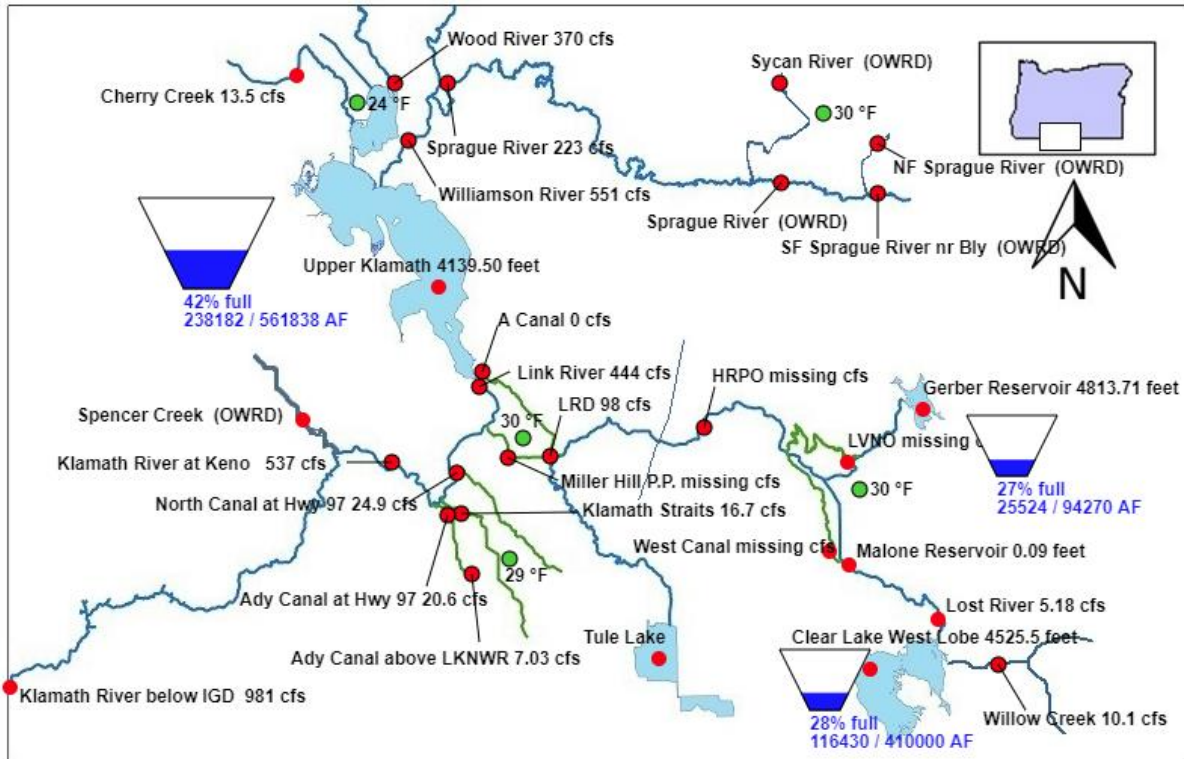 Wood River 370 cfs
Sycan River (OWRD)
Cherry Creek 13.5 cfs
24 °F
30 °F
Sprague River 223 cfs
NF Sprague River (OWRD)
Williamson River 551 cfs
Sprague River (OWRD)
SF Sprague River nr Bly (OWRD)
N
Upper Klamath 4139.50 feet
42% full
238182 / 561838 AF
A Canal 0 cfs
Link River 444 cfs
HRPO missing cfs
Gerber Reservoir 4813.71 feet
Spencer Creek (OWRD)
30 °F
LRD 98 cfs
LVNO missing
Klamath River at Keno 537 cfs
Miller Hill P.P. missing cfs
30 °F
27% full
25524 / 94270 AF
North Canal at Hwy 97 24.9 cfs
Klamath Straits 16.7 cfs
West Canal missing cfs
Malone Reservoir 0.09 feet
29 °F
Ady Canal at Hwy 97 20.6 cfs
Lost River 5.18 cfs
Tule Lake
Clear Lake West Lobe 4525.5 feet
Ady Canal above LKNWR 7.03 cfs
Klamath River below IGD 981 cfs
Willow Creek 10.1 cfs
28% full
116430 / 410000 AF